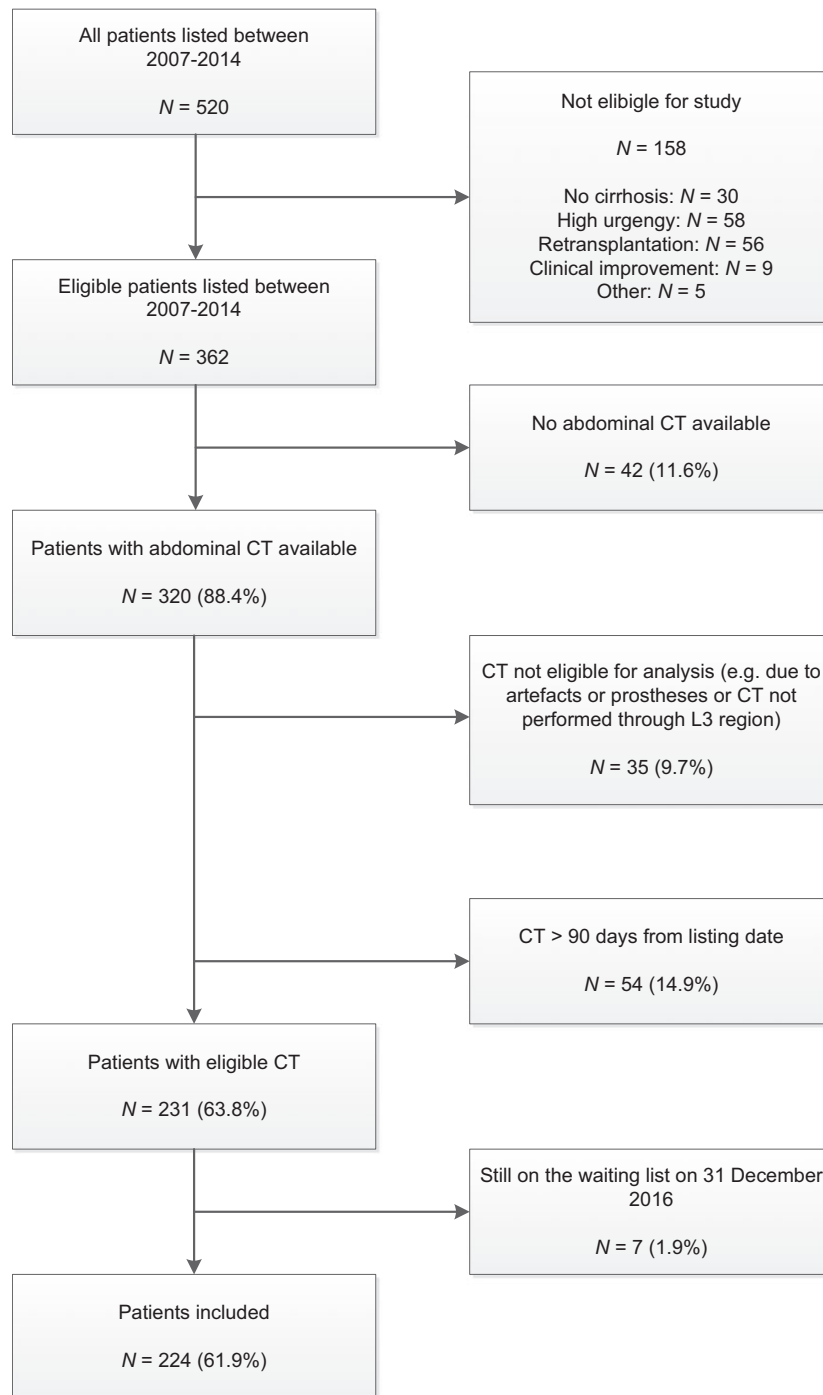 All patients listed between
2007-2014
N = 520
Not elibigle for study
N = 158
No cirrhosis: N = 30
High urgengy: N = 58
Retransplantation: N = 56
Clinical improvement: N = 9
Other: N = 5
Eligible patients listed between
2007-2014
N = 362
No abdominal CT available
N = 42 (11.6%)
Patients with abdominal CT available
N = 320 (88.4%)
CT not eligible for analysis (e.g. due to
artefacts or prostheses or CT not
performed through L3 region)
N = 35 (9.7%)
CT > 90 days from listing date
N = 54 (14.9%)
Patients with eligible CT
N = 231 (63.8%)
Still on the waiting list on 31 December
2016
N = 7 (1.9%)
Patients included
N = 224 (61.9%)